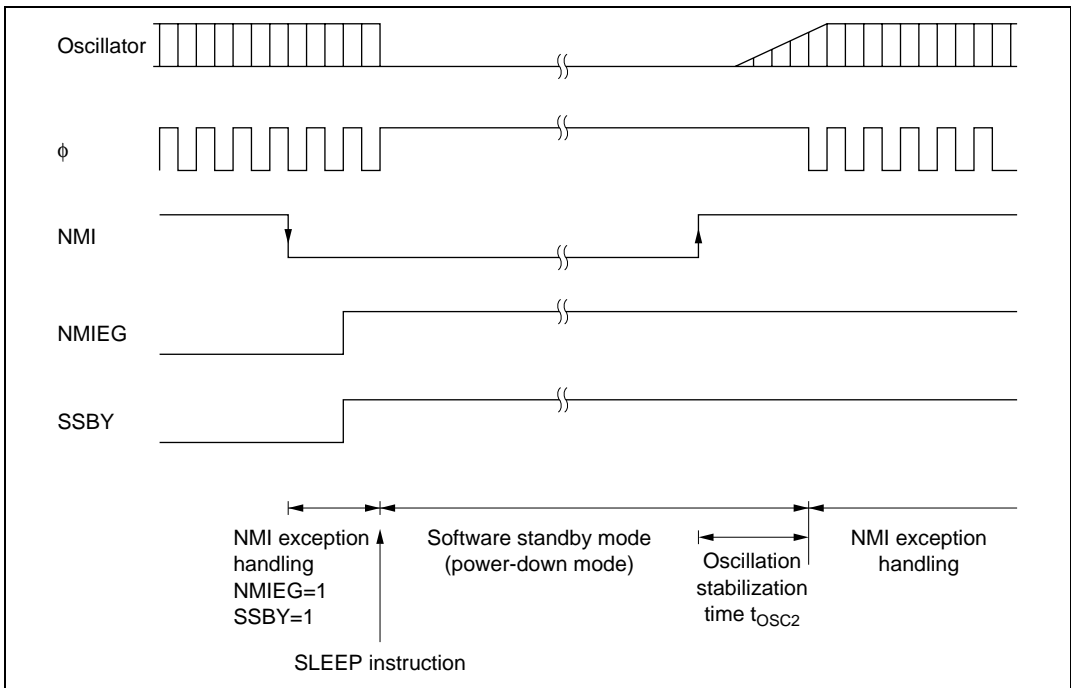 Oscillator
ϕ
NMI
NMIEG
SSBY
NMI exception
handling
NMIEG=1
SSBY=1
Software standby mode
(power-down mode)
Oscillation
stabilization
time tOSC2
NMI exception
handling
SLEEP instruction